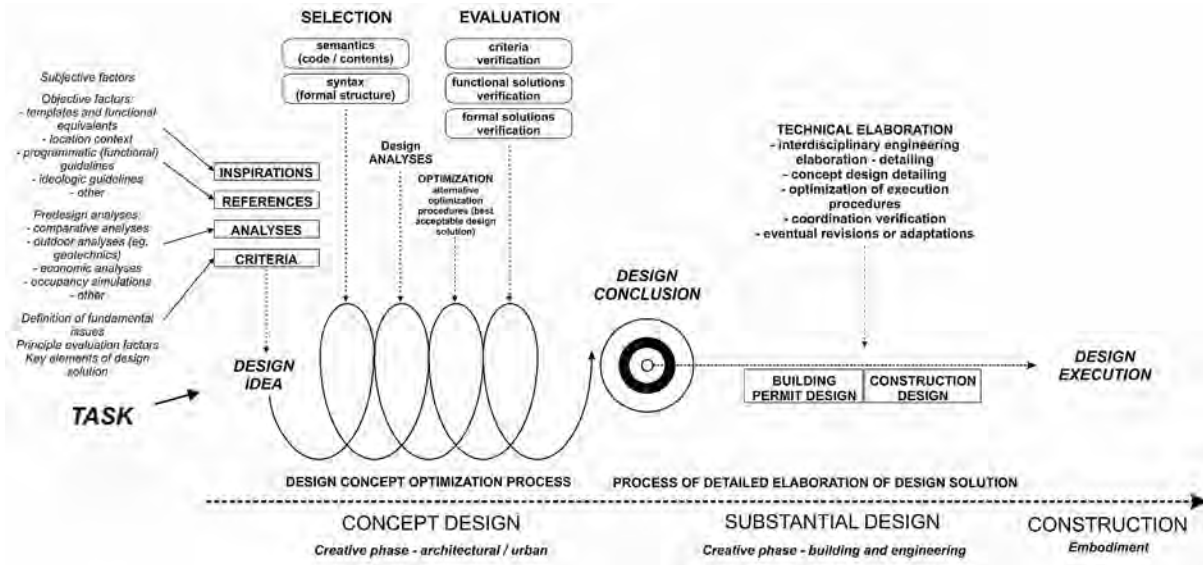 SELECTION
semantics
(code / contents)
syntax
(formal structure)
EVALUATION
criteria
verification
functional solutions
verification
formal solutions
verification
Subjective factors
Objective factors:
- templates and functional
equivalents
- location context
- programmatic (functional)
guidelines
- ideologic guidelines
- other
Predesign analyses:
- comparative analyses
- outdoor analyses (eg.
geotechnics)
- economic analyses
- occupancy simulations
- other
Definition of fundamental
issues
Principle evaluation factors
Key elements of design
solution
INSPIRATIONS
REFERENCES
ANALYSES
CRITERIA
Design
ANALYSES
OPTIMIZATION
alternative
optimization
procedures (best
acceptable design
solution)
TECHNICAL ELABORATION
- interdisciplinary engineering
elaboration - detailing
- concept design detailing
- optimization of execution
procedures
- coordination verification
- eventual revisions or adaptations
TASK
DESIGN
IDEA
DESIGN
CONCLUSION
BUILDING
PERMIT DESIGN
CONSTRUCTION
DESIGN
DESIGN
EXECUTION
DESIGN CONCEPT OPTIMIZATION PROCESS
PROCESS OF DETAILED ELABORATION OF DESIGN SOLUTION
CONCEPT DESIGN
Creative phase - architectural / urban
SUBSTANTIAL DESIGN
Creative phase - building and engineering
CONSTRUCTION
Embodiment